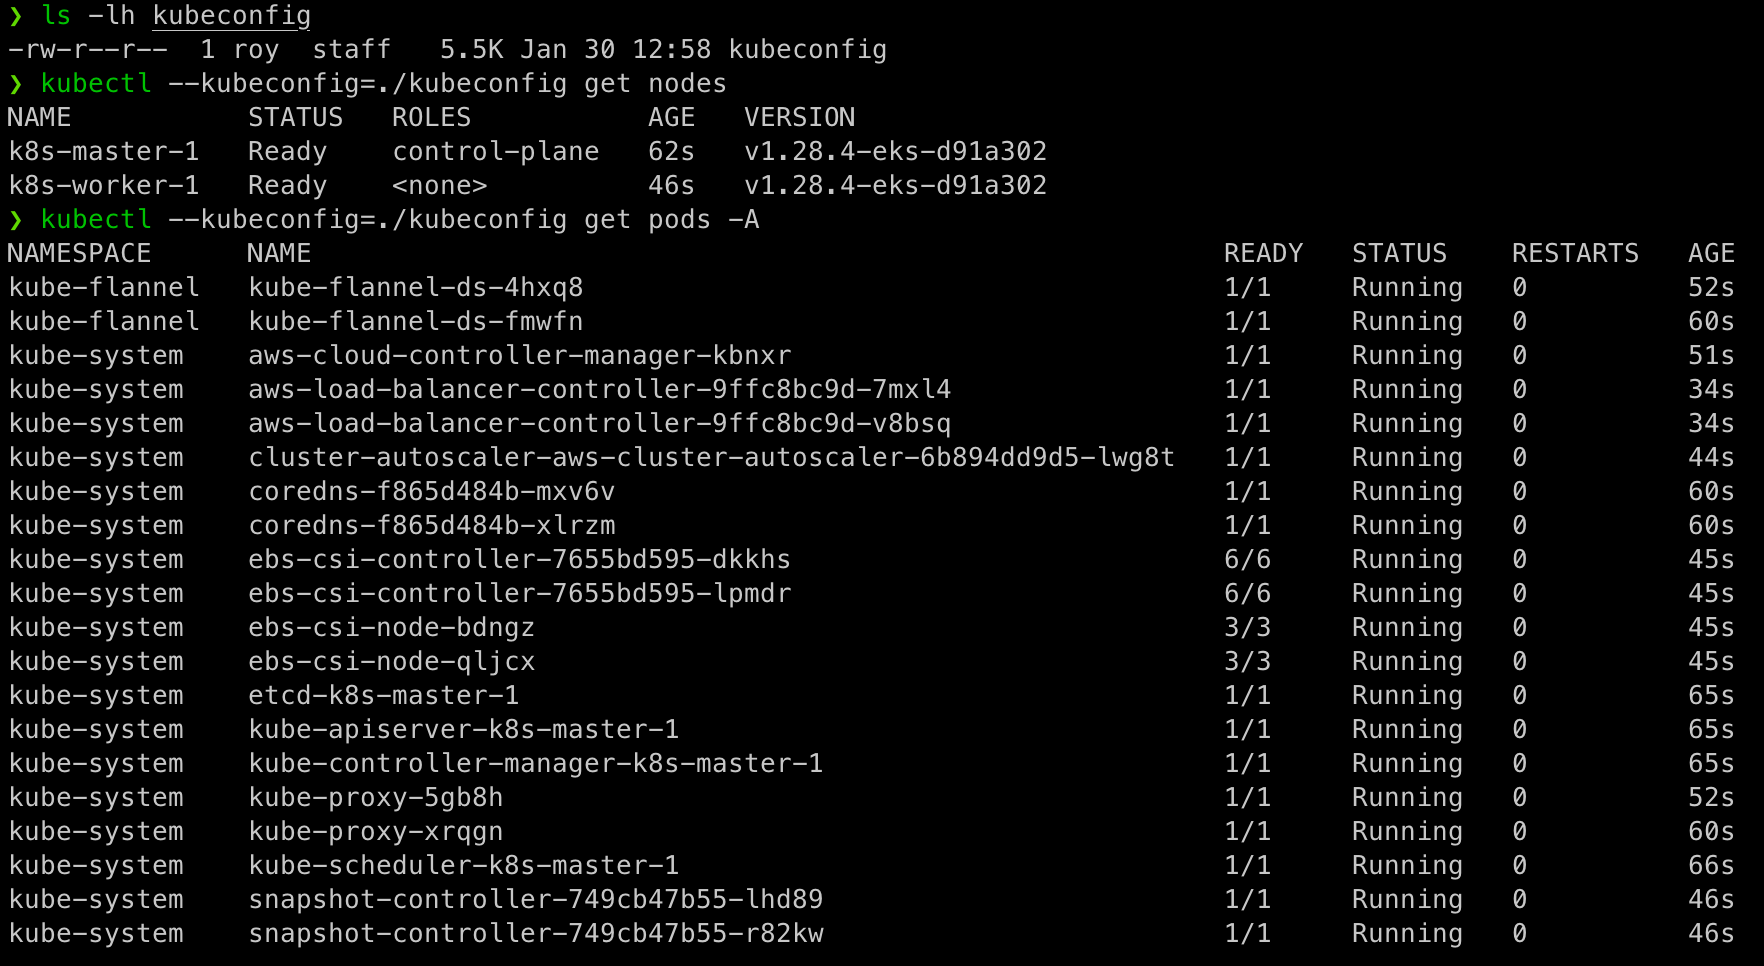 ❯ ls -lh kubeconfig
-rw-r--r--  1 roy  staff   5.5K Jan 30 12:58 kubeconfig
❯ kubectl --kubeconfig=./kubeconfig get nodes
NAME           STATUS   ROLES           AGE   VERSION
k8s-master-1   Ready    control-plane   62s   v1.28.4-eks-d91a302
k8s-worker-1   Ready    <none>          46s   v1.28.4-eks-d91a302
❯ kubectl --kubeconfig=./kubeconfig get pods -A
NAMESPACE      NAME                                                         READY   STATUS    RESTARTS   AGE
kube-flannel   kube-flannel-ds-4hxq8                                        1/1     Running   0          52s
kube-flannel   kube-flannel-ds-fmwfn                                        1/1     Running   0          60s
kube-system    aws-cloud-controller-manager-kbnxr                           1/1     Running   0          51s
kube-system    aws-load-balancer-controller-9ffc8bc9d-7mxl4                 1/1     Running   0          34s
kube-system    aws-load-balancer-controller-9ffc8bc9d-v8bsq                 1/1     Running   0          34s
kube-system    cluster-autoscaler-aws-cluster-autoscaler-6b894dd9d5-lwg8t   1/1     Running   0          44s
kube-system    coredns-f865d484b-mxv6v                                      1/1     Running   0          60s
kube-system    coredns-f865d484b-xlrzm                                      1/1     Running   0          60s
kube-system    ebs-csi-controller-7655bd595-dkkhs                           6/6     Running   0          45s
kube-system    ebs-csi-controller-7655bd595-lpmdr                           6/6     Running   0          45s
kube-system    ebs-csi-node-bdngz                                           3/3     Running   0          45s
kube-system    ebs-csi-node-qljcx                                           3/3     Running   0          45s
kube-system    etcd-k8s-master-1                                            1/1     Running   0          65s
kube-system    kube-apiserver-k8s-master-1                                  1/1     Running   0          65s
kube-system    kube-controller-manager-k8s-master-1                         1/1     Running   0          65s
kube-system    kube-proxy-5gb8h                                             1/1     Running   0          52s
kube-system    kube-proxy-xrqgn                                             1/1     Running   0          60s
kube-system    kube-scheduler-k8s-master-1                                  1/1     Running   0          66s
kube-system    snapshot-controller-749cb47b55-lhd89                         1/1     Running   0          46s
kube-system    snapshot-controller-749cb47b55-r82kw                         1/1     Running   0          46s